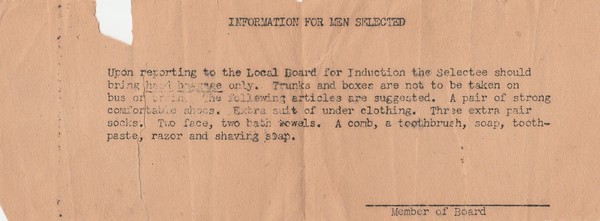 INFORMATION FOR MEN SELECTED
Upon reporting to the Local Board for Induction the Selectee should
bring hand baggage only. Trunks and boxes are not to be taken on
bus or train. The following articles are suggested. A pair of strong
comfortable shoes. Extra suit of under clothing. Three extra pair
socks. Two face, two bath towels. A comb, a toothbrush, soap, tooth-
paste, razor and shaving soap.
Member of Board